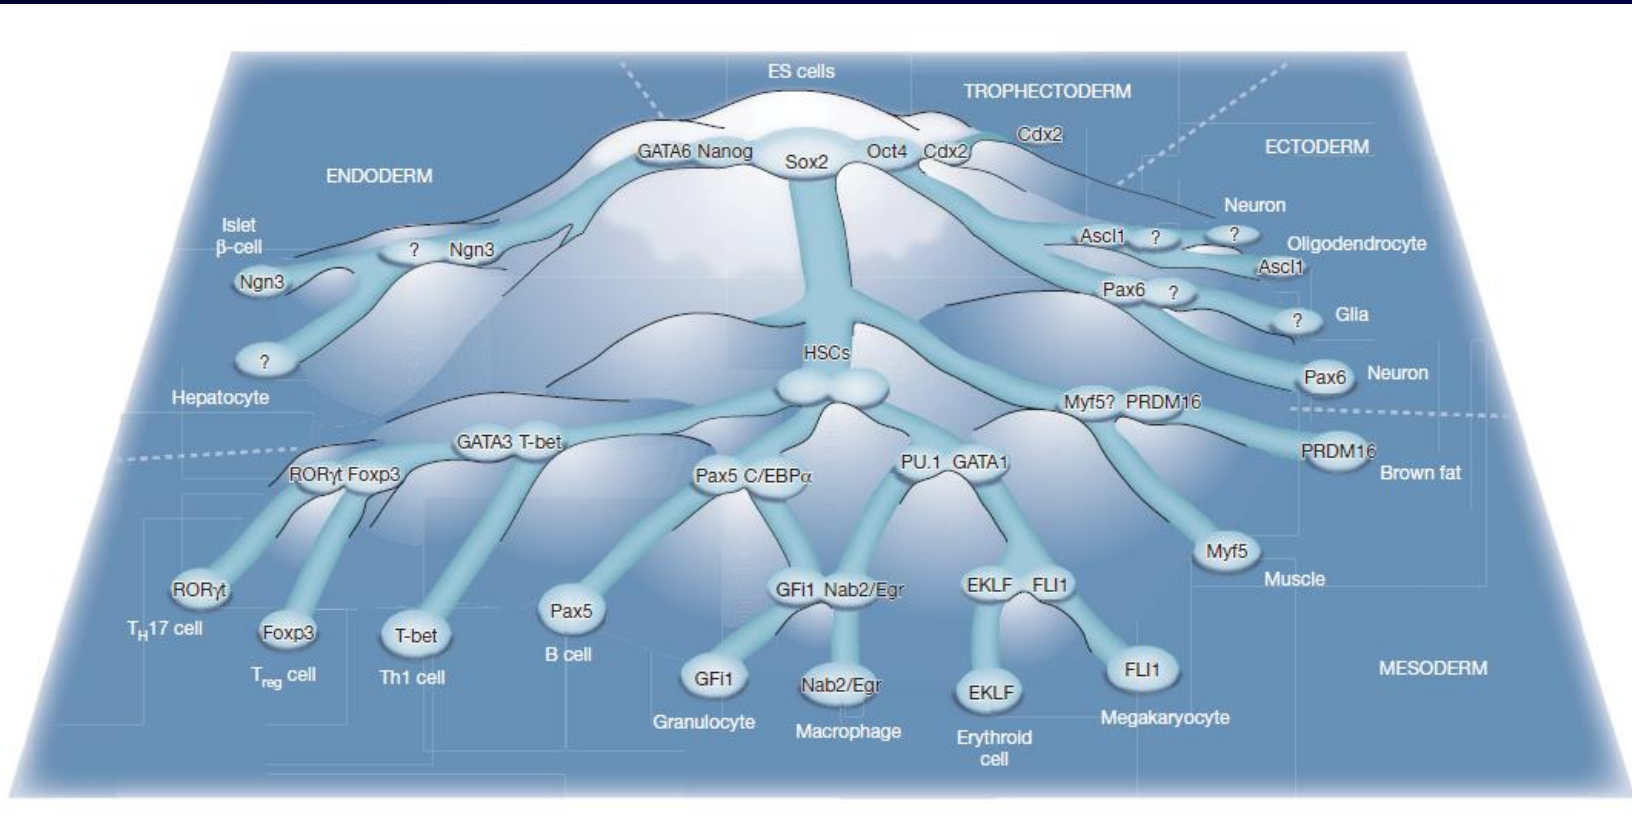 ES cells
TROPHECTODERM
Cdx2
ECTODERM
GATA6 Nanog
Sox2
Oct4
Cdx2
ENDODERM
Islet
β-cell
Ngn3
?
Ngn3
?
Hepatocyte
Neuron
Ascl1
?
?
Oligodendrocyte
Ascl1
Pax6
?
?
Glia
Pax6
Neuron
HSCs
Myf5? PRDM16
PRDM16
Brown fat
Myf5
Muscle
GATA3 T-bet
RORγt Foxp3
Pax5 C/EBPα
PU.1 GATA1
RORγt
TH17 cell
Foxp3
Treg cell
T-bet
Th1 cell
Pax5
B cell
GFi1 Nab2/Egr
EKLF FLI1
GFi1
Granulocyte
Nab2/Egr
Macrophage
EKLF
Erythroid
cell
FLI1
Megakaryocyte
MESODERM